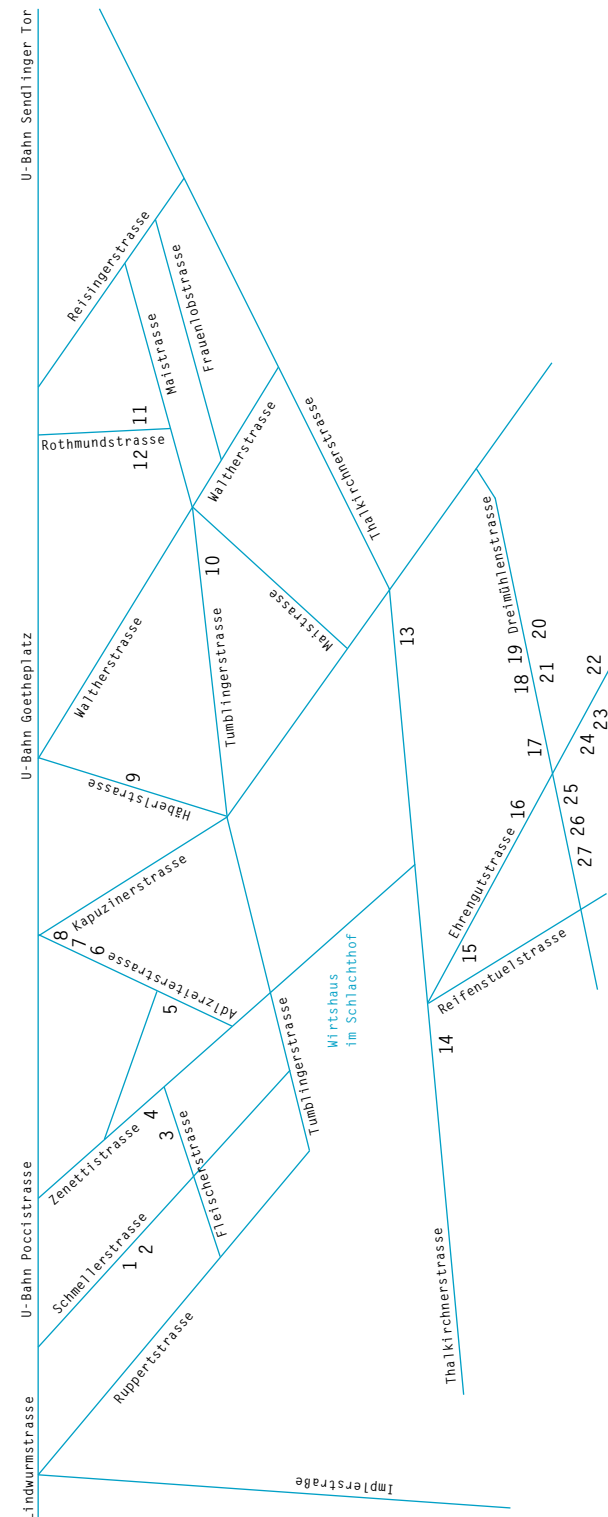 Lindwurmstrasse
U-Bahn Poccistrasse
U-Bahn Goetheplatz
U-Bahn Sendlinger Tor
Implerstraße
Ruppertstrasse
Schmellerstrasse
1
2
Zenettistrasse
Fleischerstrasse
3
4
5
Adlzreiterstrasse
6
7
8
Kapuzinerstrasse
Häberlstrasse
9
Waltherstrasse
Tumblingerstrasse
Tumblingerstrasse
10
Rothmundstrasse
11
12
Reisingerstrasse
Maistrasse
Frauenlobstrasse
Waltherstrasse
Maistrasse
Thalkirchnerstrasse
Wirtshaus
im Schlachthof
13
14
Thalkirchnerstrasse
15
Ehrengutstrasse
16
Reifenstuelstrasse
17
18
19
Dreimühlenstrasse
20
21
22
23
24
25
26
27